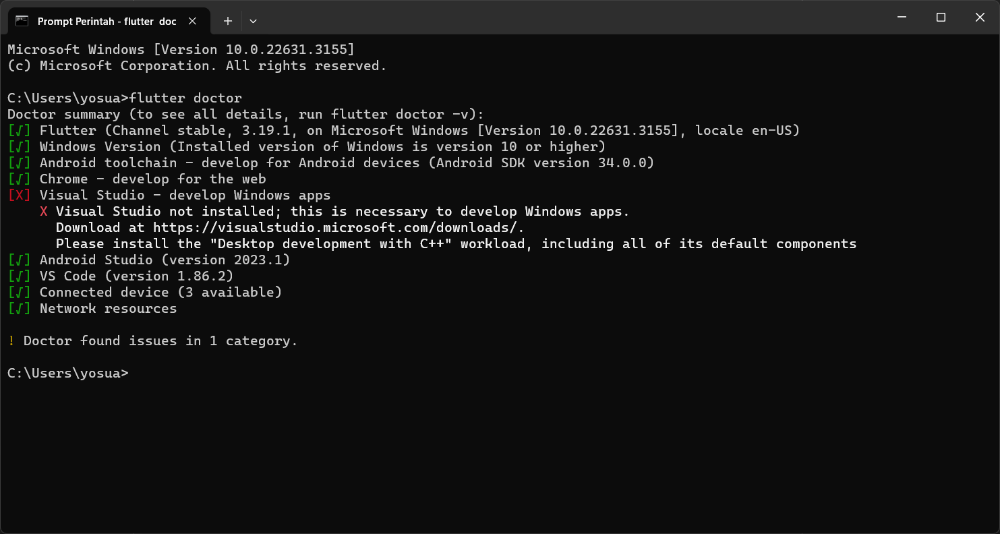 Prompt Perintah - flutter doc
Microsoft Windows [Version 10.0.22631.3155]
(c) Microsoft Corporation. All rights reserved.
C:\Users\yosua>flutter doctor
Doctor summary (to see all details, run flutter doctor -v):
[√] Flutter (Channel stable, 3.19.1, on Microsoft Windows [Version 10.0.22631.3155], locale en-US)
[√] Windows Version (Installed version of Windows is version 10 or higher)
[√] Android toolchain - develop for Android devices (Android SDK version 34.0.0)
[√] Chrome - develop for the web
[X] Visual Studio - develop Windows apps
X Visual Studio not installed; this is necessary to develop Windows apps.
Download at https://visualstudio.microsoft.com/downloads/.
Please install the "Desktop development with C++" workload, including all of its default components
[√] Android Studio (version 2023.1)
[√] VS Code (version 1.86.2)
[√] Connected device (3 available)
[√] Network resources
! Doctor found issues in 1 category.
C:\Users\yosua>